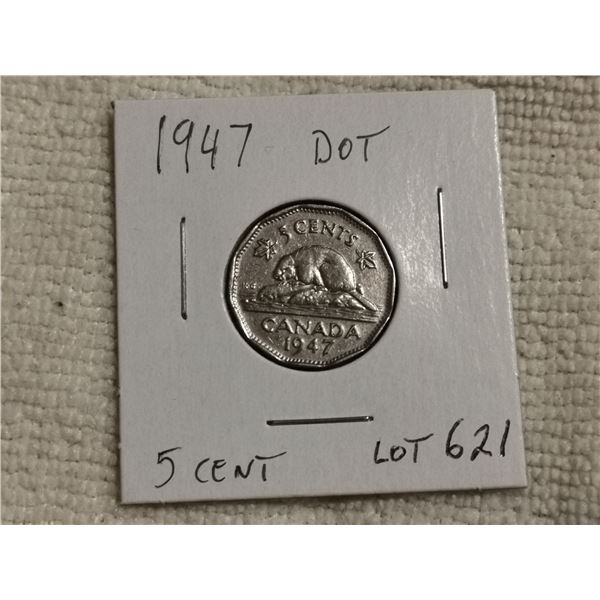 1947 DOT
5 CENTS
CANADA
1947
5 CENT LOT 621